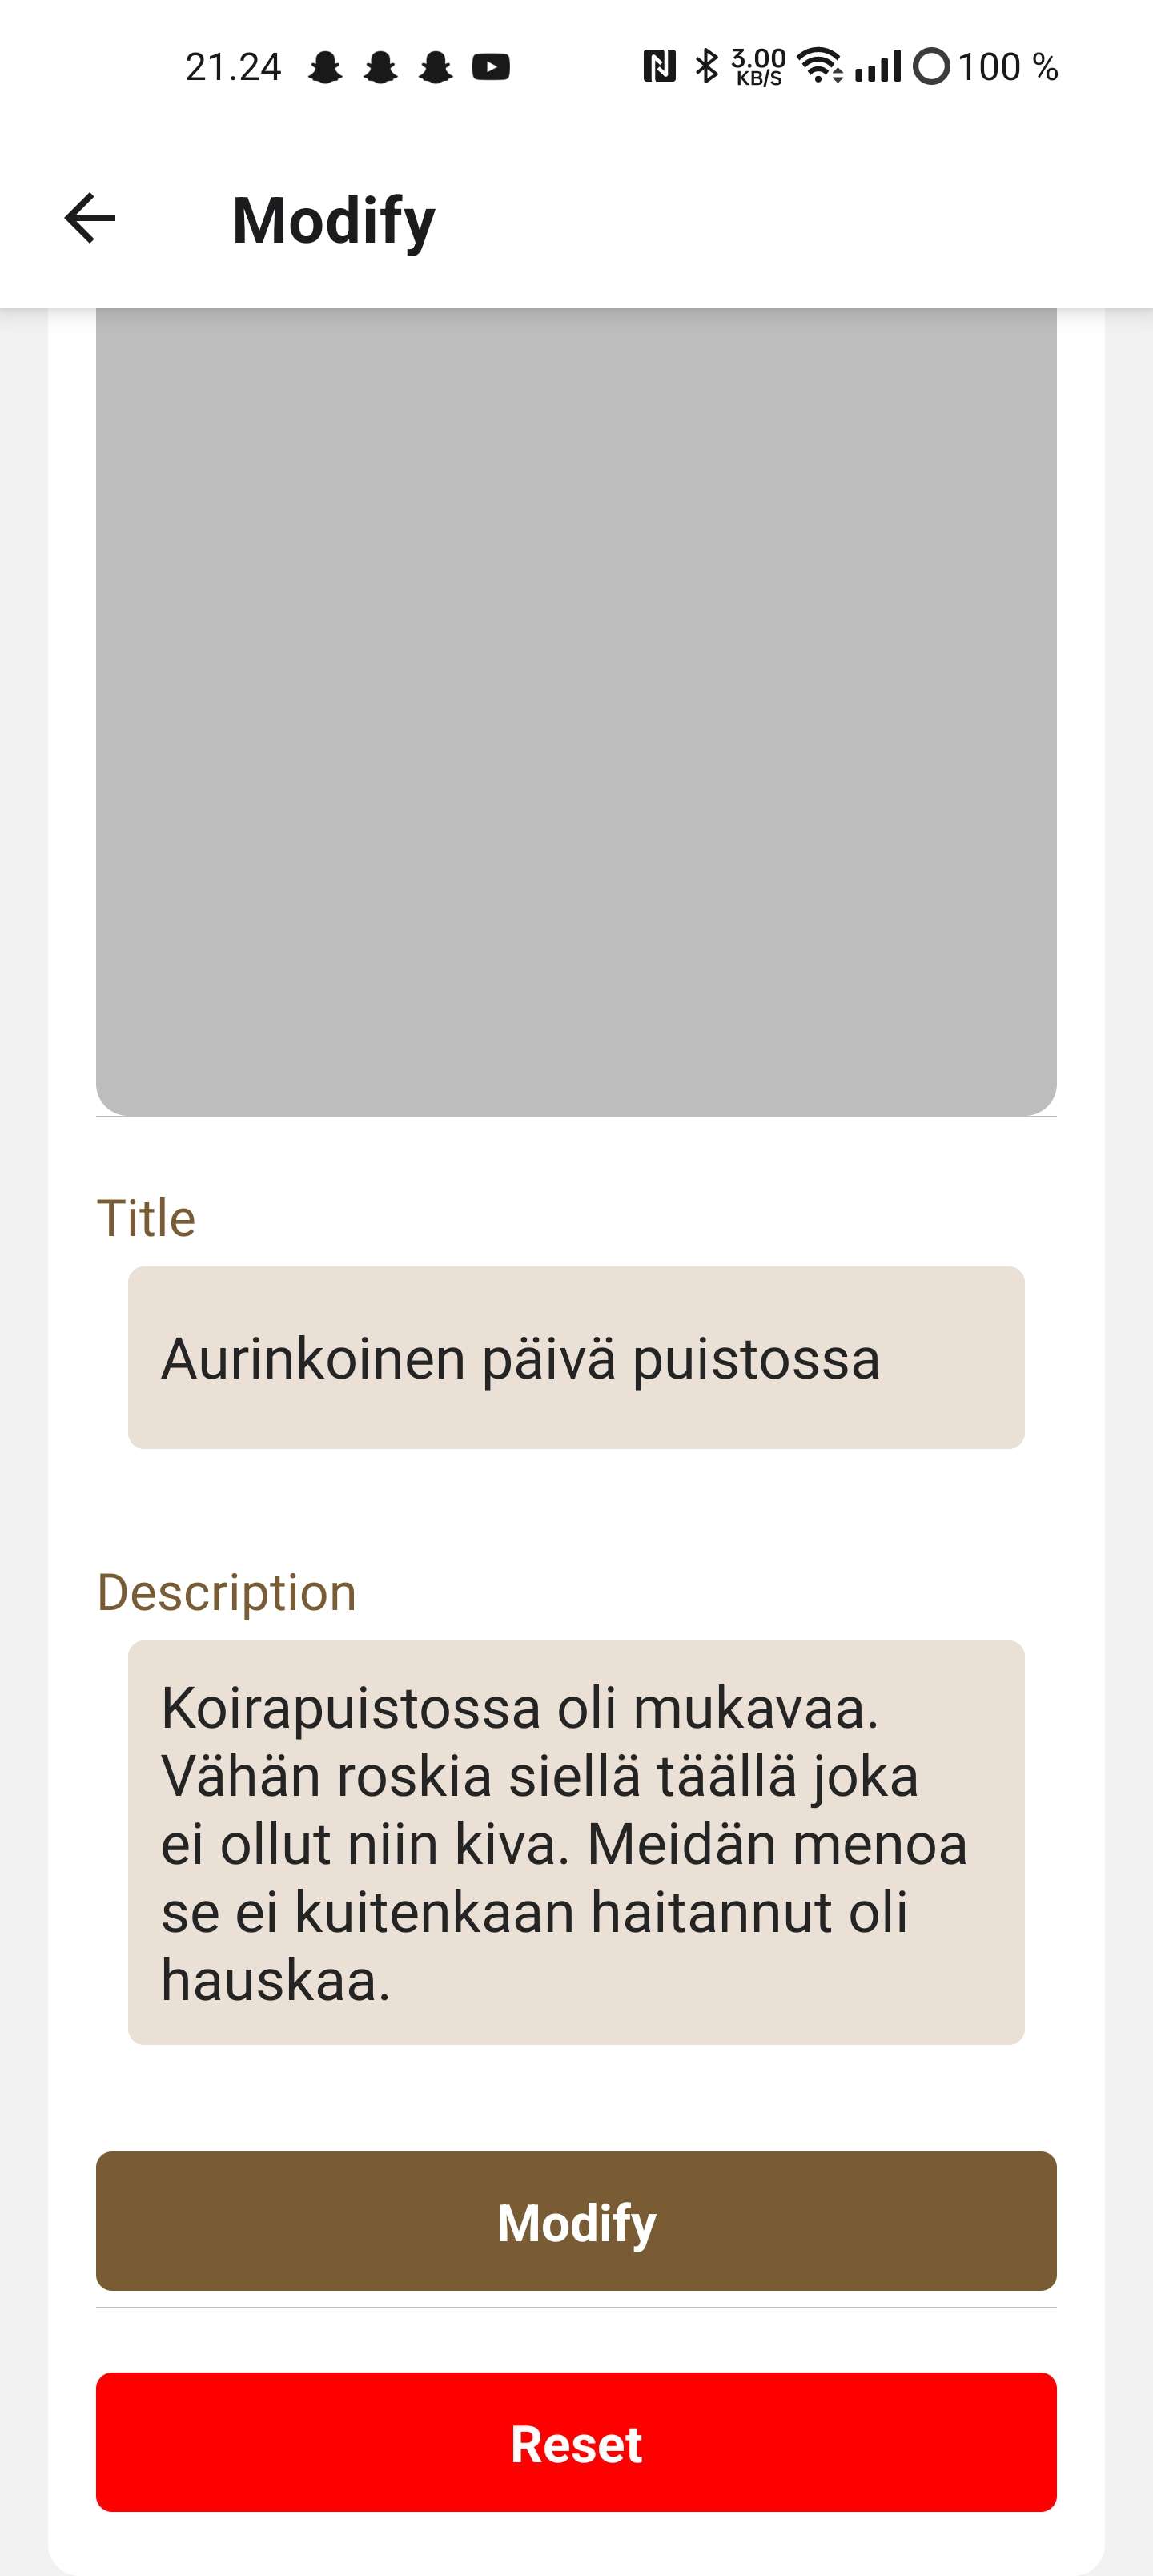 21.24 3.00 KB/S 100 %
Modify
Title
Aurinkoinen päivä puistossa
Description
Koirapuistossa oli mukavaa.
Vähän roskia siellä täällä joka
ei ollut niin kiva. Meidän menoa
se ei kuitenkaan haitannut oli
hauskaa.
Modify
Reset